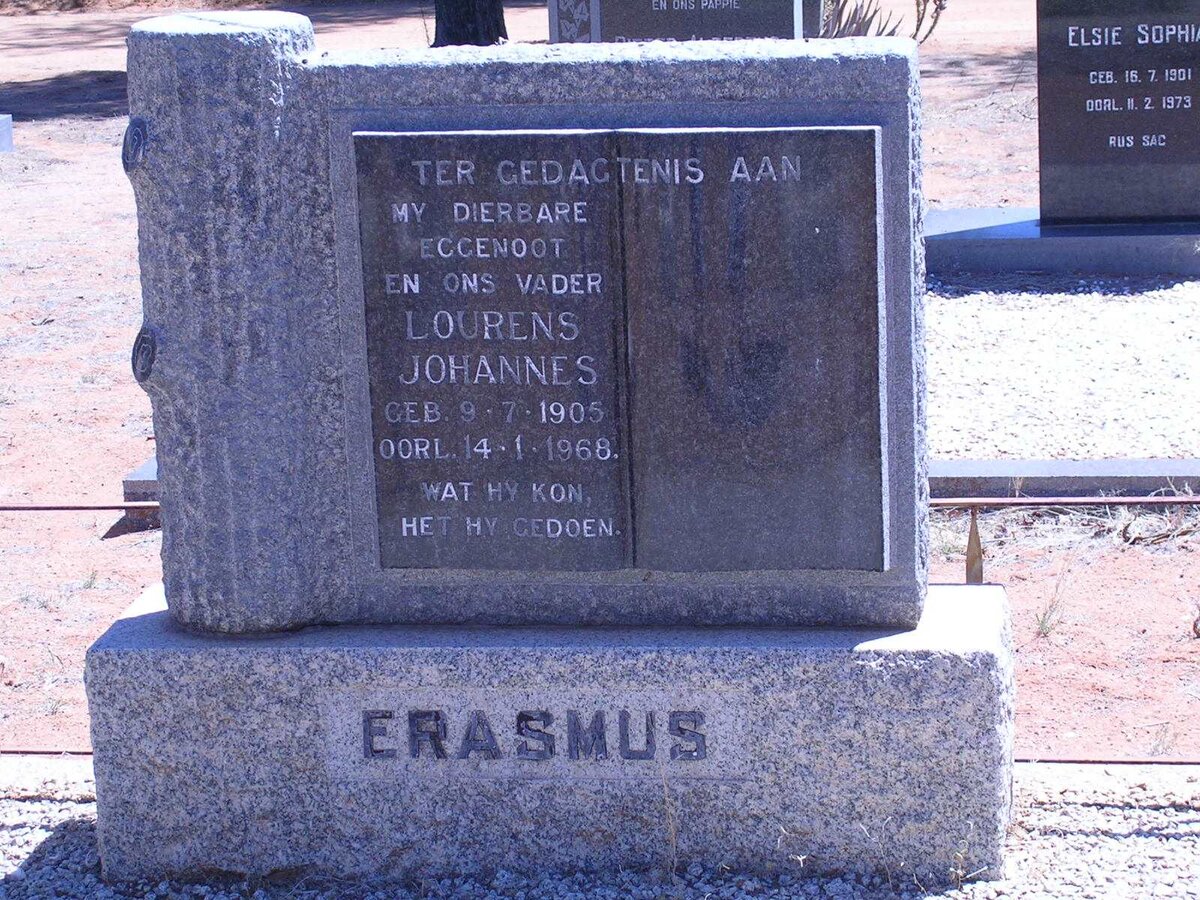 TER GEDAGTENIS AAN
MY DIERBARE
EGGENOOT
EN ONS VADER
LOURENS
JOHANNES
GEB. 9·7·1905
OORL. 14·1·1968.
WAT HY KON,
HET HY GEDOEN.
ERASMUS
EN ONS PAPPIE
ELSIE SOPHIA
GEB. 16.7.1901
OORL. 11.2.1973
RUS SAC